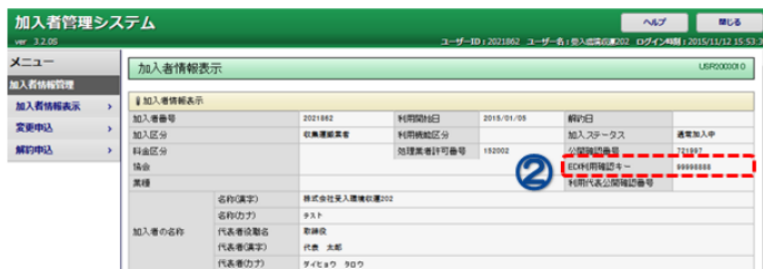 加入者管理システム
ヘルプ
閉じる
ver 3.2.05
ユーザーID：2021862 ユーザー名：受入環境収運202 ログイン時間：2015/11/12 15:53:3
メニュー
加入者情報管理
加入者情報表示 >
変更申込 >
解約申込 >
加入者情報表示
USR2003010
加入者情報表示
加入者番号 2021862 利用開始日 2015/01/05 解約日
加入区分 収集運搬業者 利用機能区分 加入ステータス 通常加入中
料金区分 処理業者許可番号 152002 公開確認番号 721997
協会 EDI利用確認キー 99998888
業種 利用代表公開確認番号
②
加入者の名称
名称(漢字) 株式会社受入環境収運202
名称(カナ) テスト
代表者役職名 取締役
代表者(漢字) 代表 太郎
代表者(カナ) ダイヒョウ タロウ